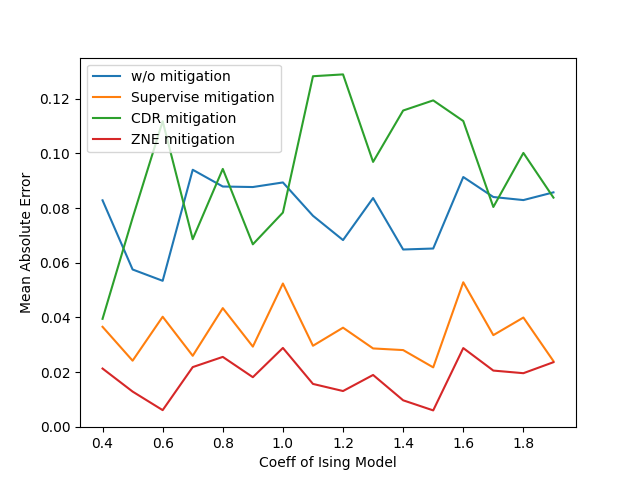 w/o mitigation
Supervise mitigation
CDR mitigation
ZNE mitigation
0.12
0.10
0.08
0.06
0.04
0.02
0.00
Mean Absolute Error
0.4 0.6 0.8 1.0 1.2 1.4 1.6 1.8
Coeff of Ising Model